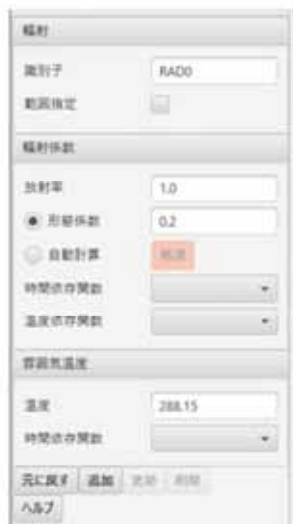 輻射
識別子 RAD0
範囲指定
輻射係数
放射率 1.0
形態係数 0.2
自動計算
時間依存関数
温度依存関数
雰囲気温度
温度 288.15
時間依存関数
元に戻す 追加 更新 削除
ヘルプ